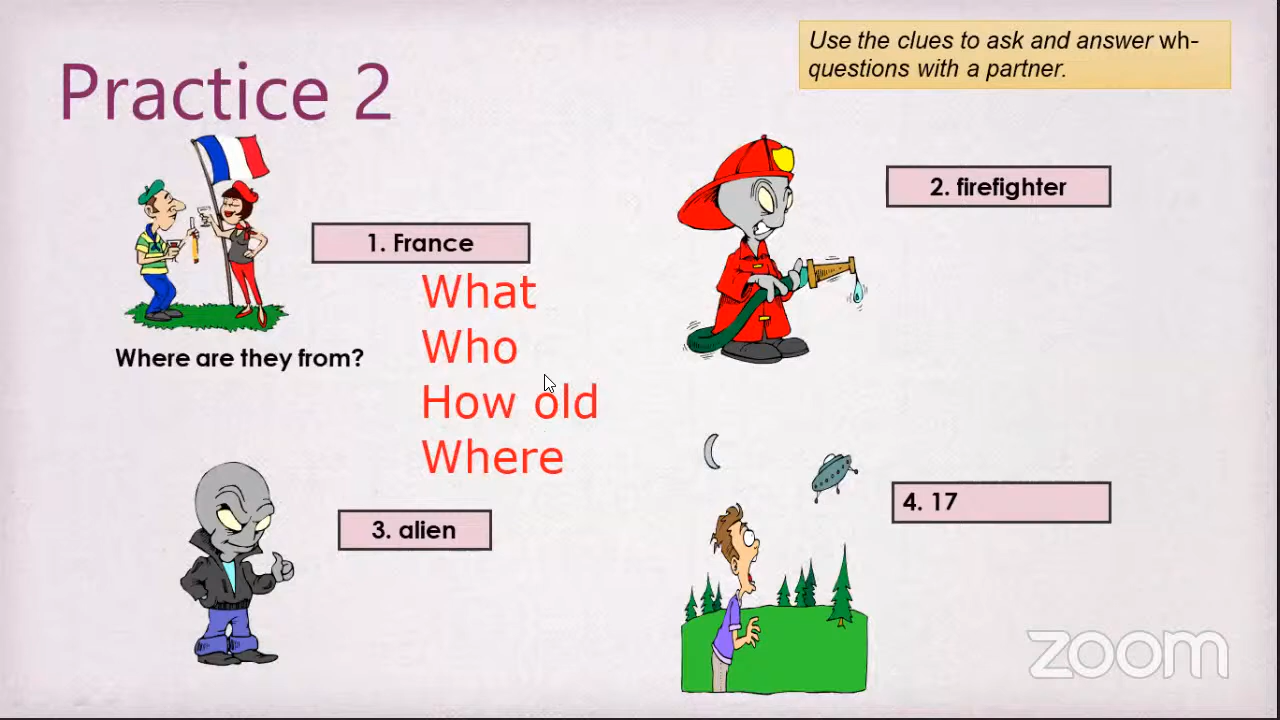 Use the clues to ask and answer wh-
questions with a partner.
Practice 2
1. France
What
Who
How old
Where
Where are they from?
2. firefighter
3. alien
4. 17
zoom